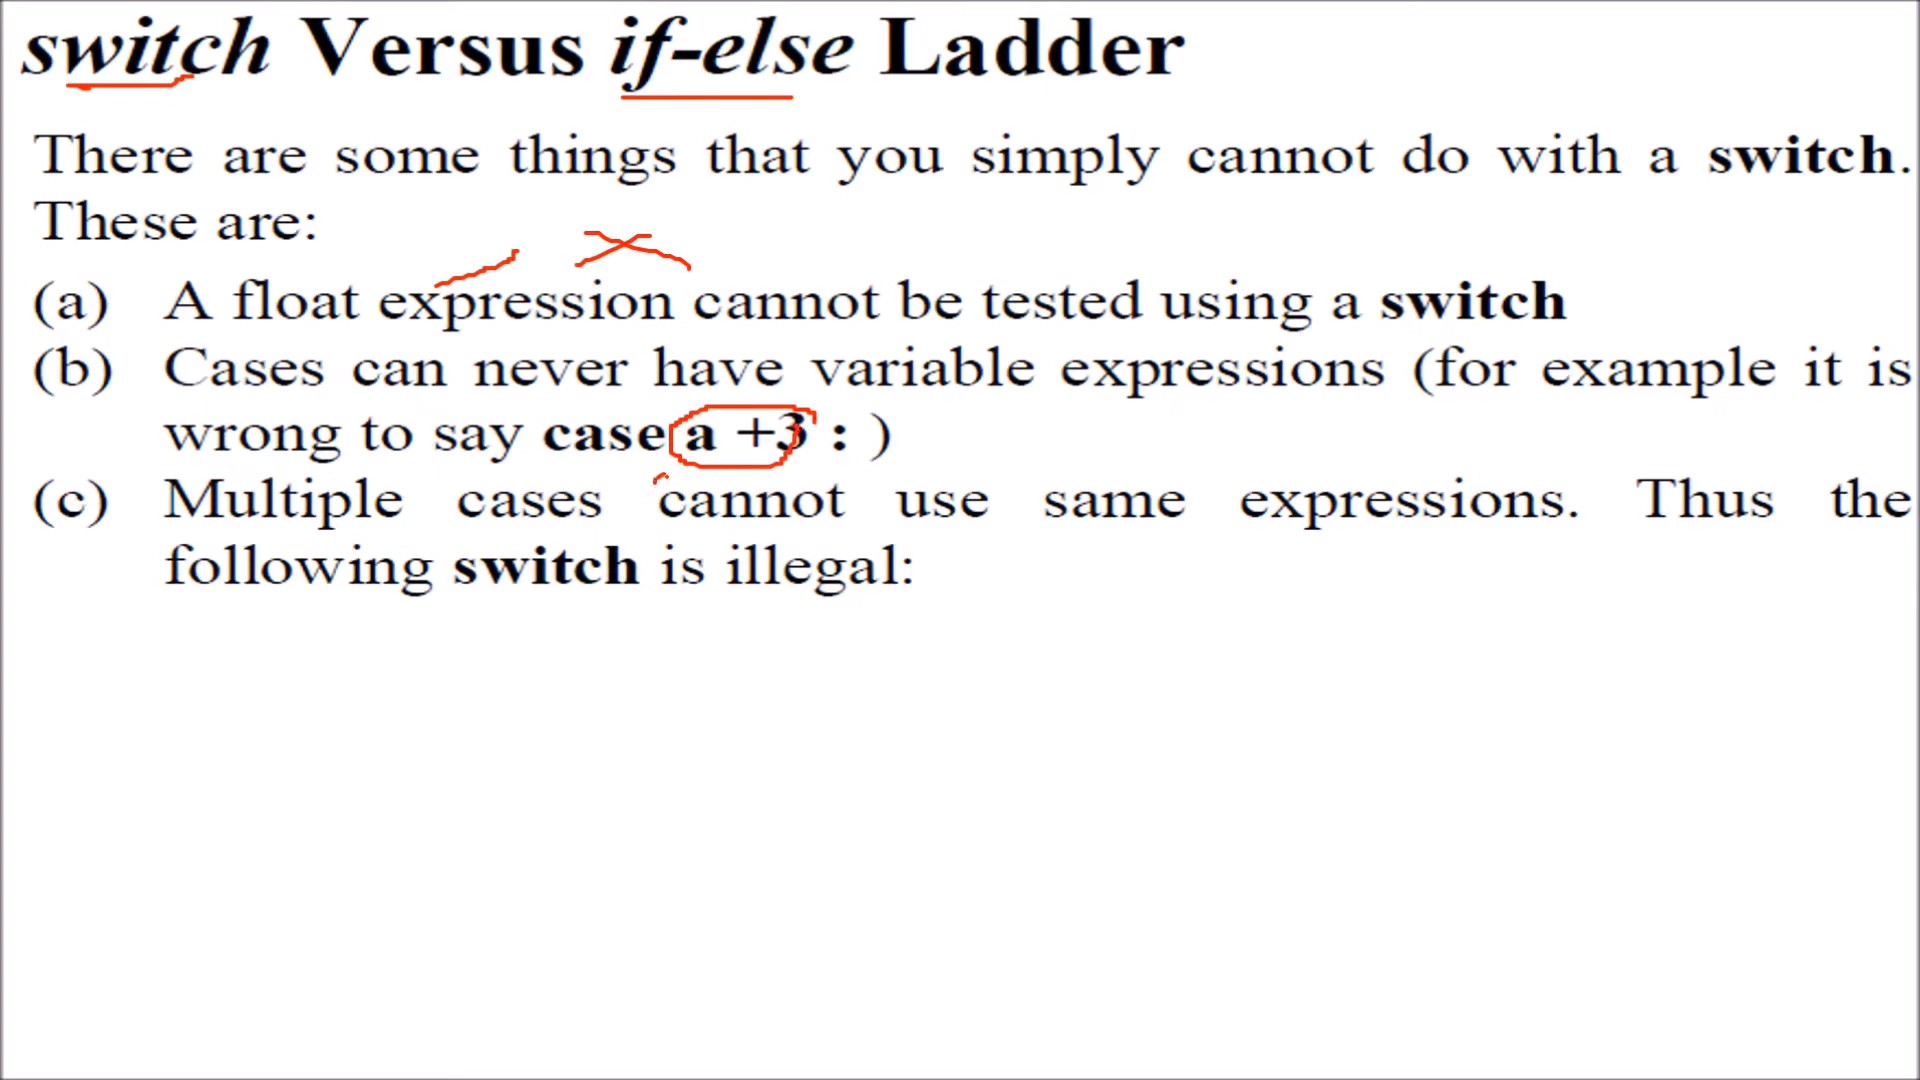 switch Versus if-else Ladder
There are some things that you simply cannot do with a switch.
These are:
(a) A float expression cannot be tested using a switch
(b) Cases can never have variable expressions (for example it is
wrong to say case a +3 : )
(c) Multiple cases cannot use same expressions. Thus the
following switch is illegal: